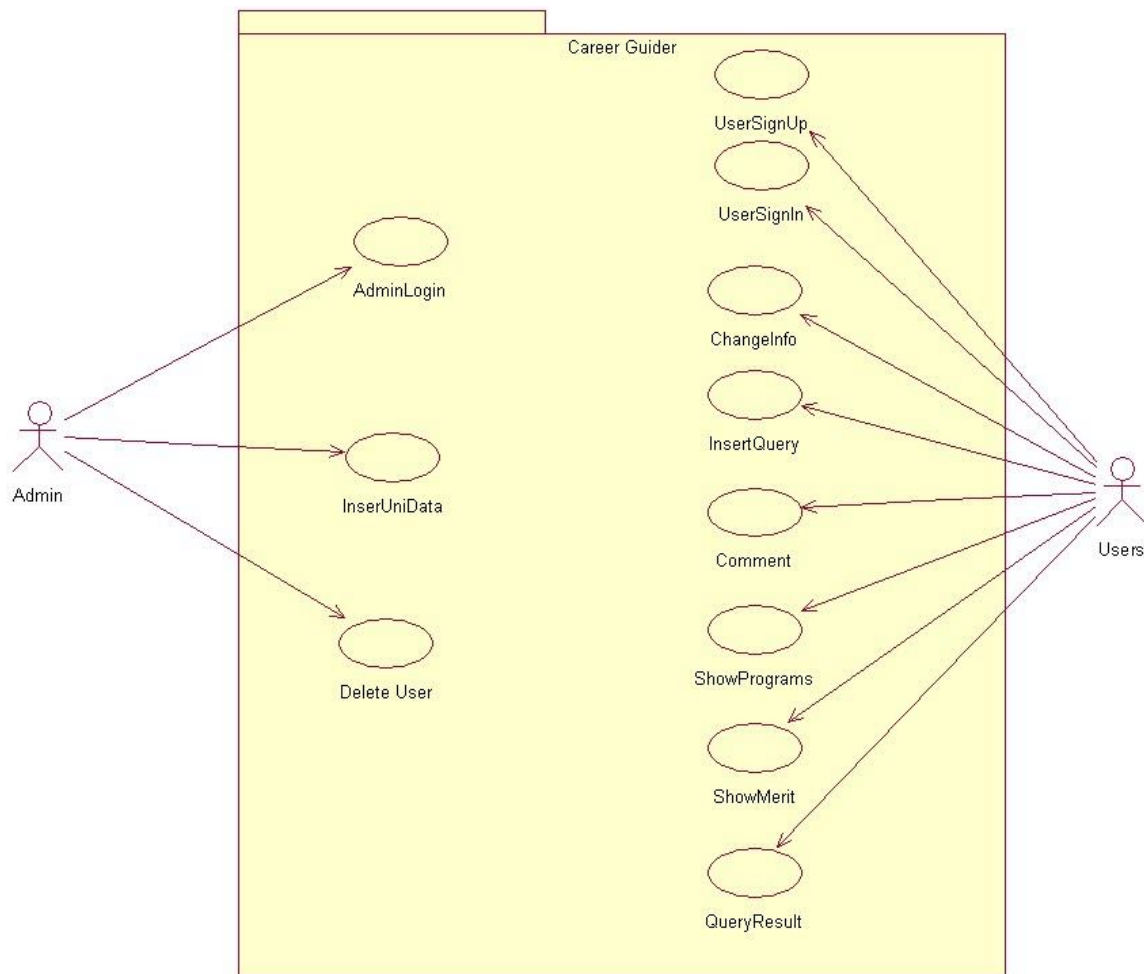 Career Guider
UserSignUp
UserSignIn
AdminLogin
ChangeInfo
InsertQuery
Admin
InserUniData
Users
Comment
Delete User
ShowPrograms
ShowMerit
QueryResult